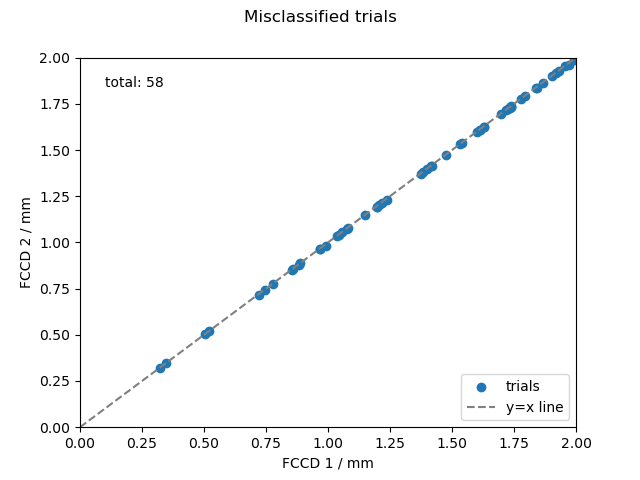 Misclassified trials
total: 58
2.00
1.75
1.50
1.25
1.00
0.75
0.50
0.25
0.00
FCCD 2 / mm
trials
y=x line
0.00 0.25 0.50 0.75 1.00 1.25 1.50 1.75 2.00
FCCD 1 / mm